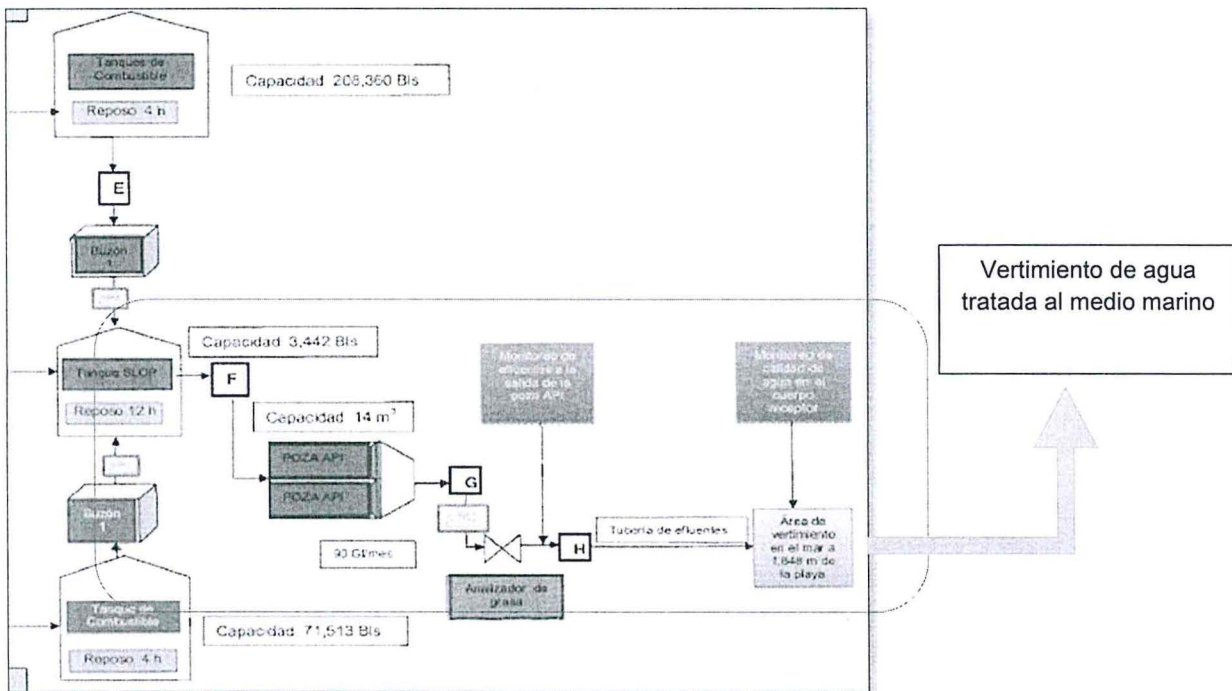 Tanques de
Combustible
Capacidad 208,360 Bls
Reposo 4 h
E
Buzón
1
Capacidad 3,442 Bls
Tanque SLOP
Reposo 12 h
F
Capacidad 14 m³
POZA API
POZA API
90 Gl/mes
Monitoreo de
efluentes a la
salida de la
poza API
Monitoreo de
calidad de
agua en el
cuerpo
receptor
G
H
Tubería de efluentes
Área de
vertimiento
en el mar a
1,848 m de
la playa
Analizador de
grasa
Buzón
1
Tanque de
Combustible
Reposo 4 h
Capacidad 71,513 Bls
Vertimiento de agua
tratada al medio marino